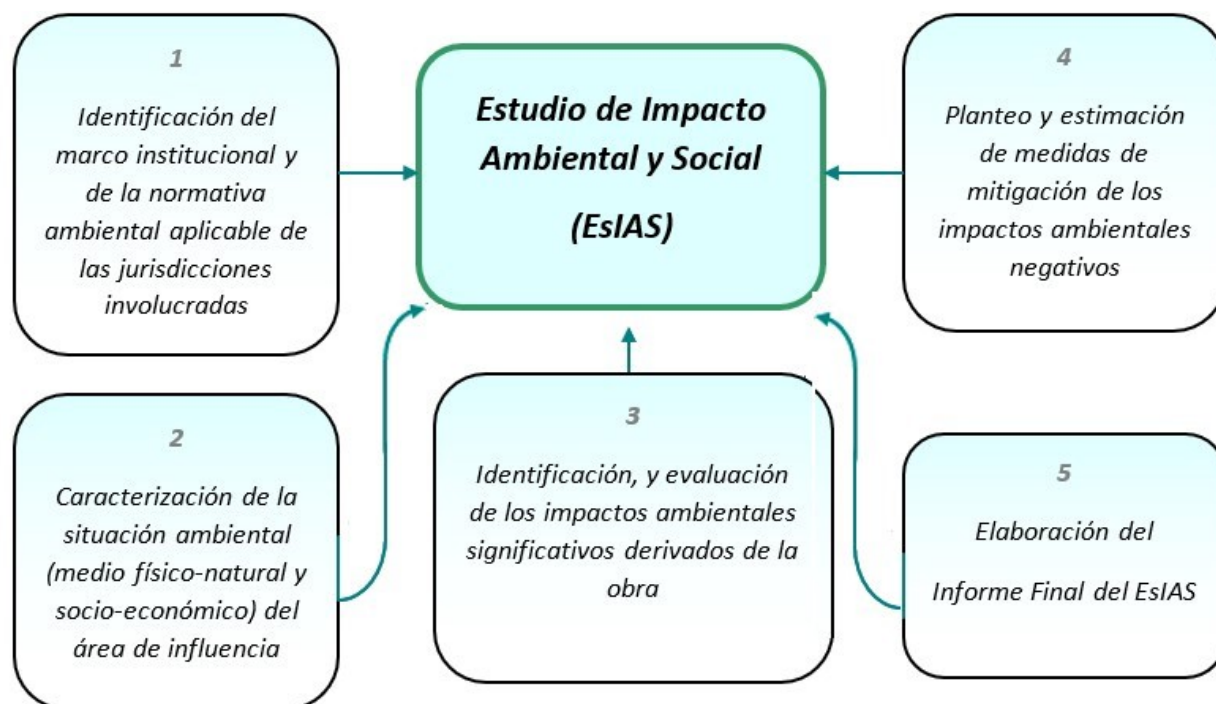 1
Identificación del
marco institucional y
de la normativa
ambiental aplicable de
las jurisdicciones
involucradas
2
Caracterización de la
situación ambiental
(medio físico-natural y
socio-económico) del
área de influencia
Estudio de Impacto
Ambiental y Social
(EsIAS)
3
Identificación, y evaluación
de los impactos ambientales
significativos derivados de la
obra
4
Planteo y estimación
de medidas de
mitigación de los
impactos ambientales
negativos
5
Elaboración del
Informe Final del EsIAS